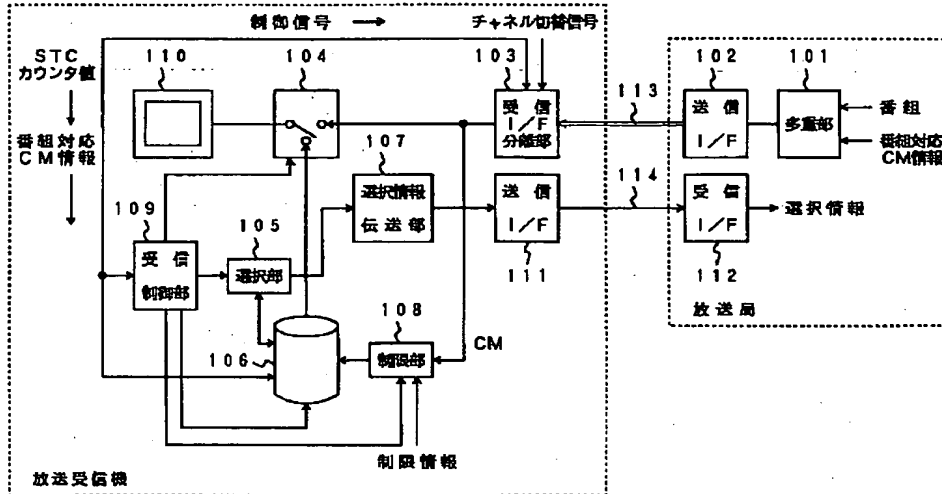 制御信号
チャネル切替信号
STC
カウンタ値
番組対応
CM情報
110
104
103
受信
I/F
分離部
113
102
送信
I/F
101
多重部
番組
番組対応
CM情報
107
選択情報
伝送部
送信
I/F
111
114
受信
I/F
112
選択情報
放送局
109
受信
制御部
105
選択部
106
108
制限部
CM
制限情報
放送受信機